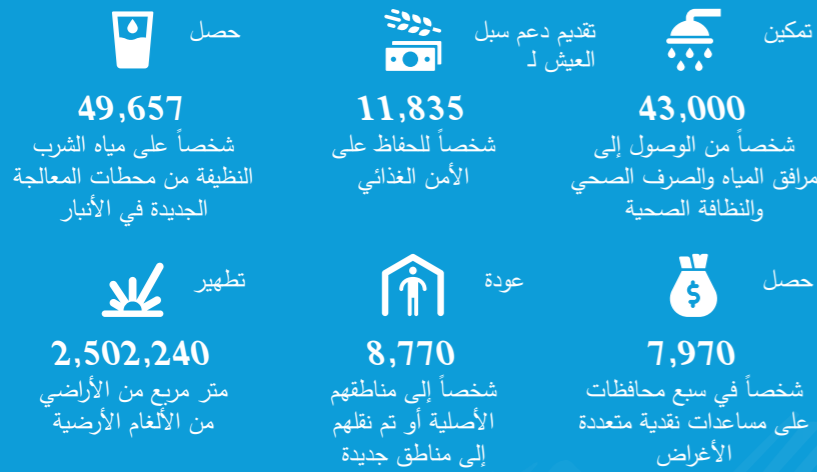 تمكين
43,000
شخصاً من الوصول إلى
مرافق المياه والصرف الصحي
والنظافة الصحية
تقديم دعم سبل
العيش لـ
11,835
شخصاً للحفاظ على
الأمن الغذائي
حصل
49,657
شخصاً على مياه الشرب
النظيفة من محطات المعالجة
الجديدة في الأنبار
حصل
7,970
شخصاً في سبع محافظات
على مساعدات نقدية متعددة
الأغراض
عودة
8,770
شخصاً إلى مناطقهم
الأصلية أو تم نقلهم
إلى مناطق جديدة
تطهير
2,502,240
متر مربع من الأراضي
من الألغام الأرضية